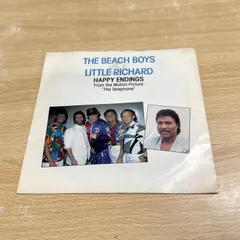 THE BEACH BOYS
LITTLE RICHARD
HAPPY ENDINGS
From the Motion Picture
"The Telephone"